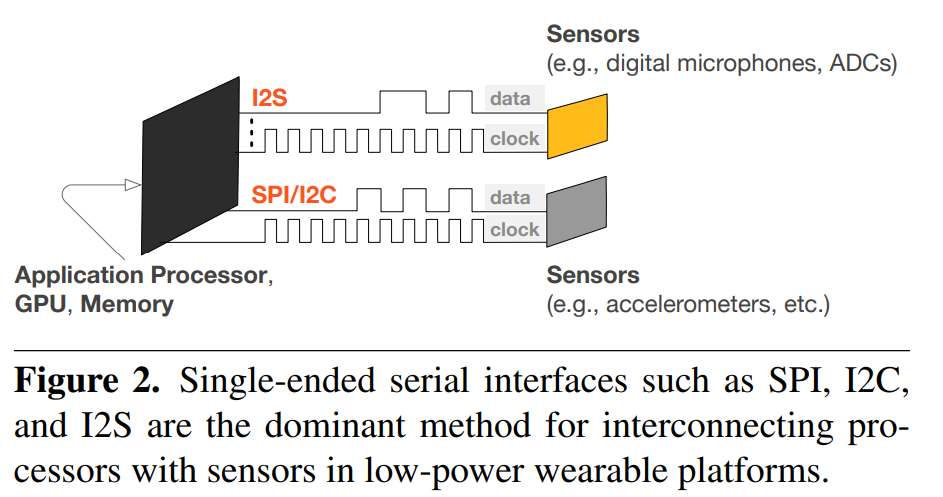 Sensors
(e.g., digital microphones, ADCs)
I2S
data
clock
SPI/I2C
data
clock
Application Processor,
GPU, Memory
Sensors
(e.g., accelerometers, etc.)
Figure 2. Single-ended serial interfaces such as SPI, I2C,
and I2S are the dominant method for interconnecting pro-
cessors with sensors in low-power wearable platforms.